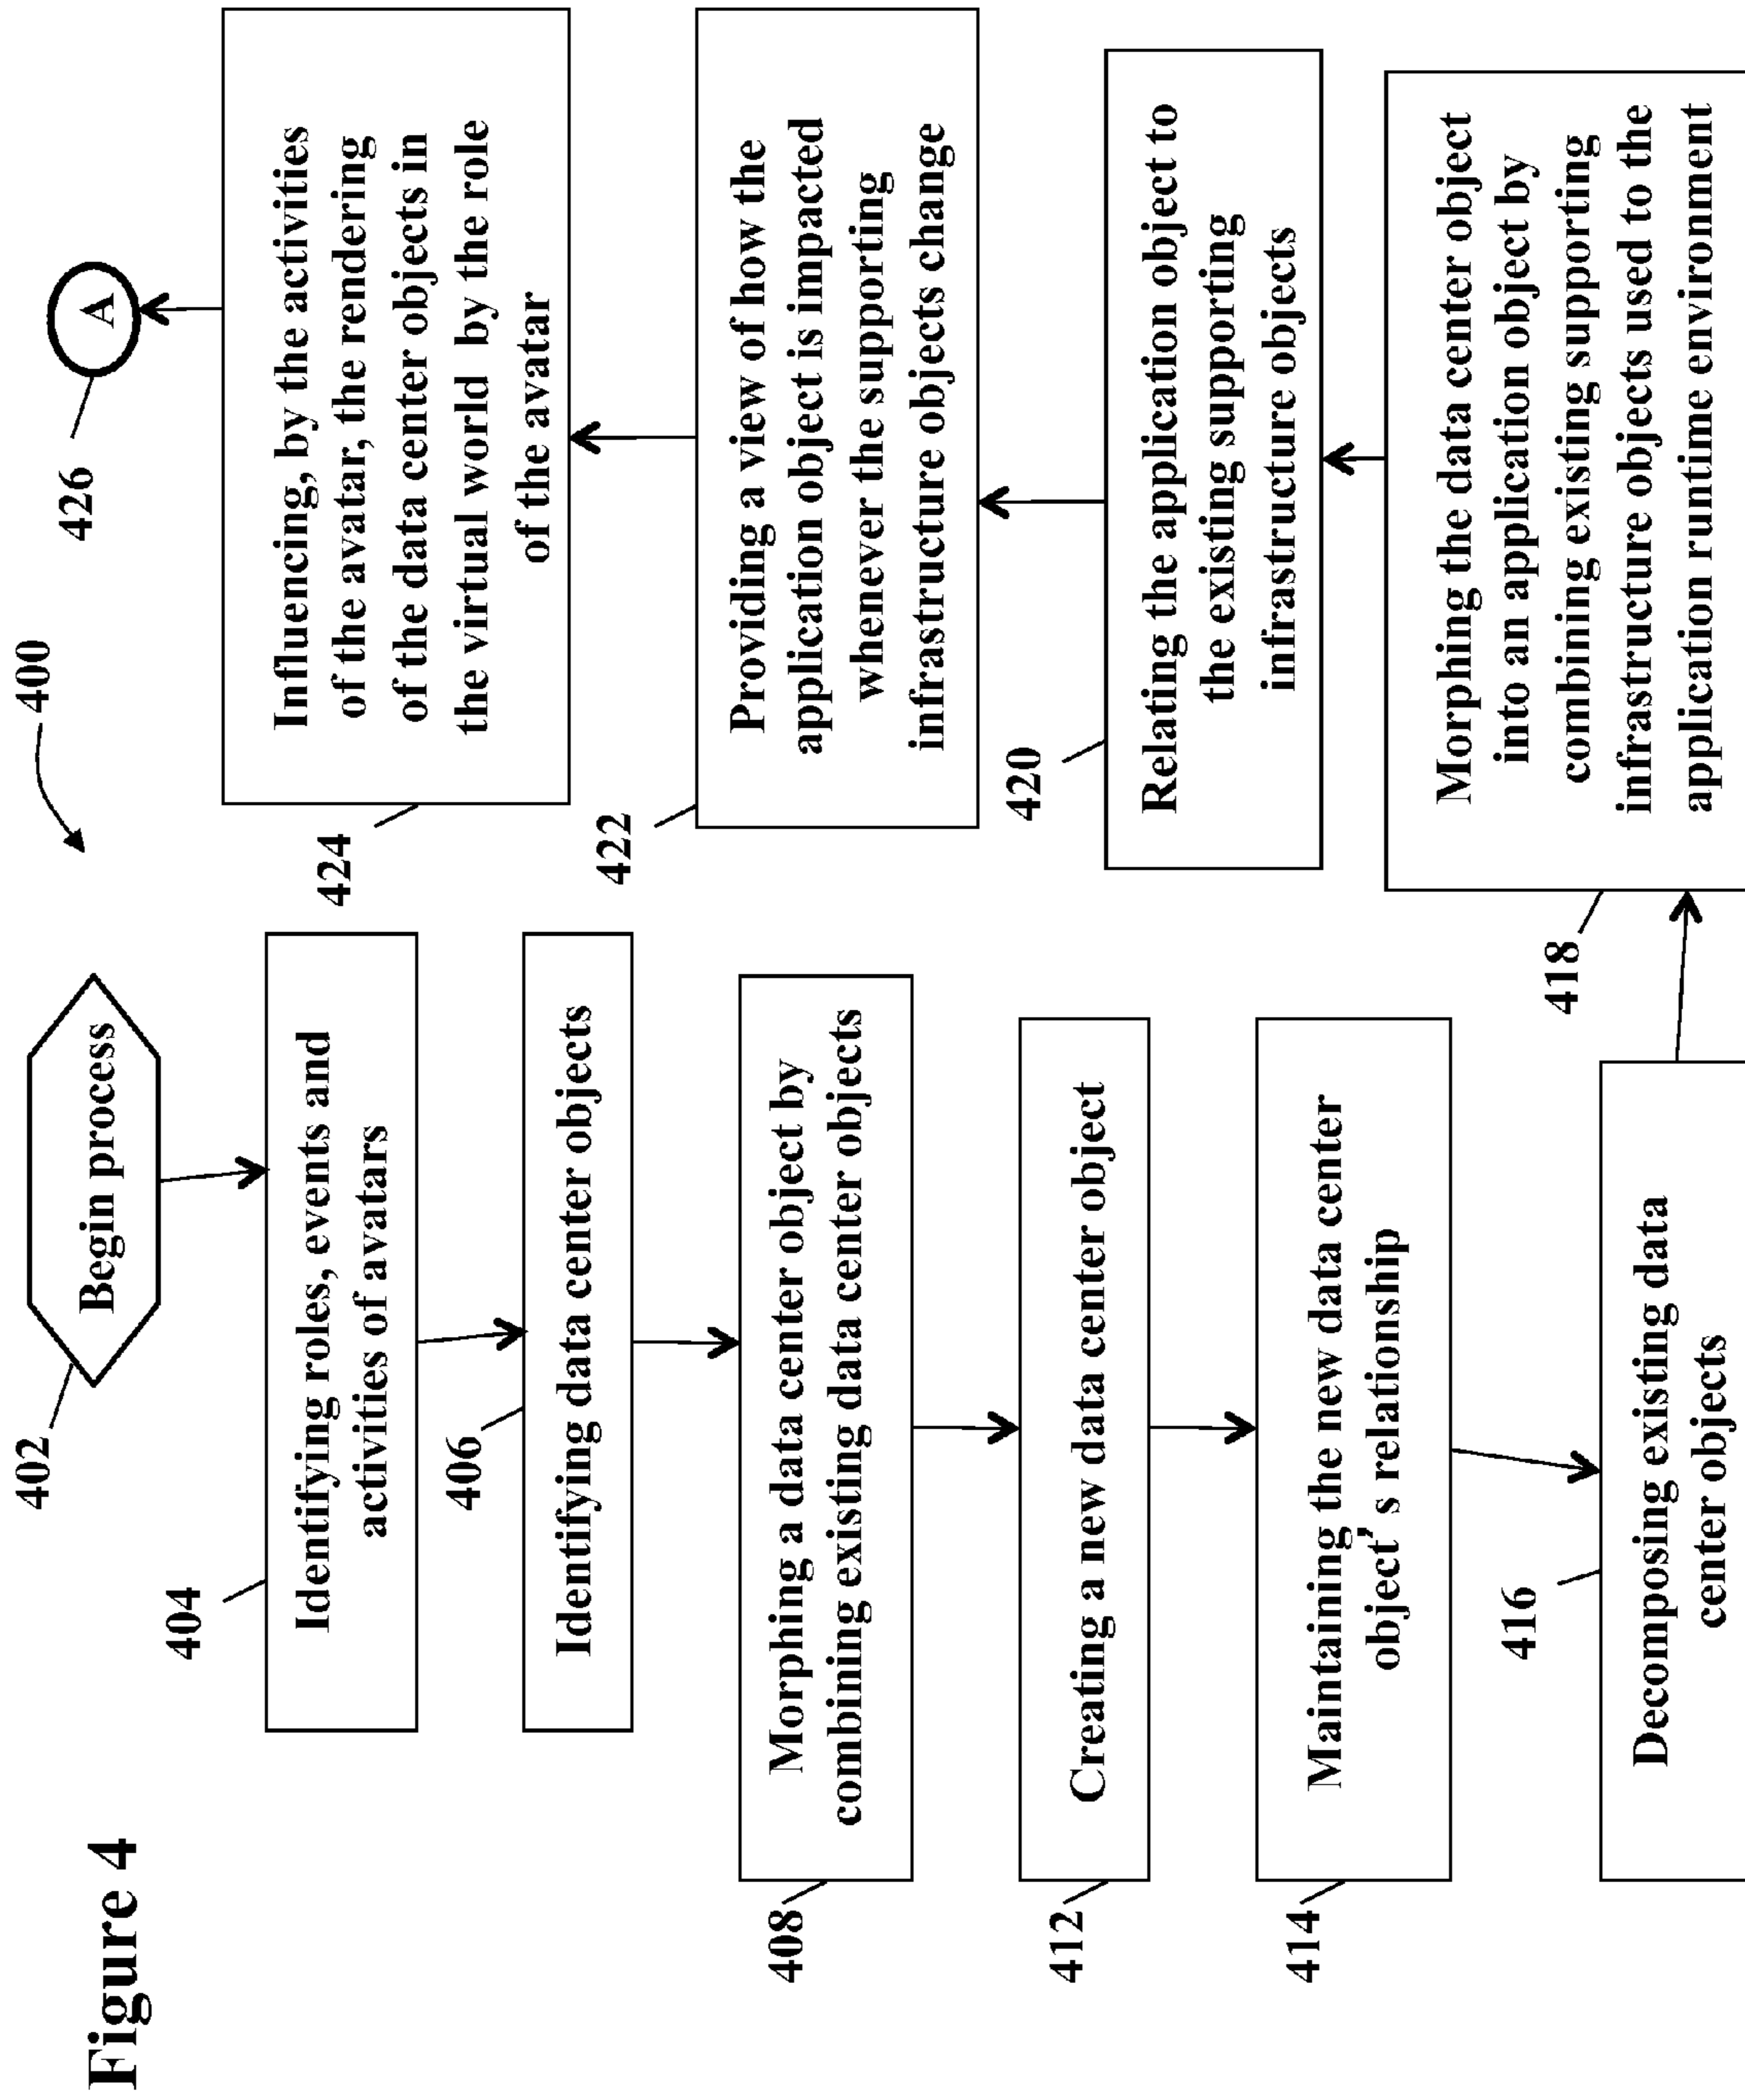 Figure 4
400
402
Begin process
404
Identifying roles, events and
activities of avatars
406
Identifying data center objects
408
Morphing a data center object by
combining existing data center objects
412
Creating a new data center object
414
Maintaining the new data center
object's relationship
416
Decomposing existing data
center objects
418
Morphing the data center object
into an application object by
combining existing supporting
infrastructure objects used to the
application runtime environment
420
Relating the application object to
the existing supporting
infrastructure objects
422
Providing a view of how the
application object is impacted
whenever the supporting
infrastructure objects change
424
Influencing, by the activities
of the avatar, the rendering
of the data center objects in
the virtual world by the role
of the avatar
426
A